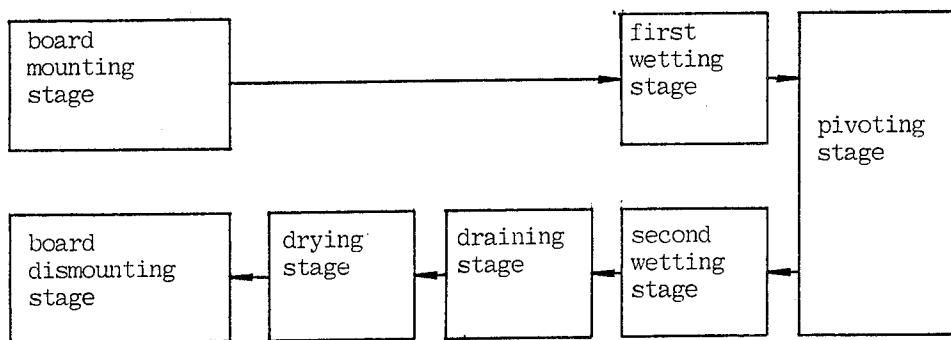 board
mounting
stage
first
wetting
stage
pivoting
stage
board
dismounting
stage
drying
stage
draining
stage
second
wetting
stage